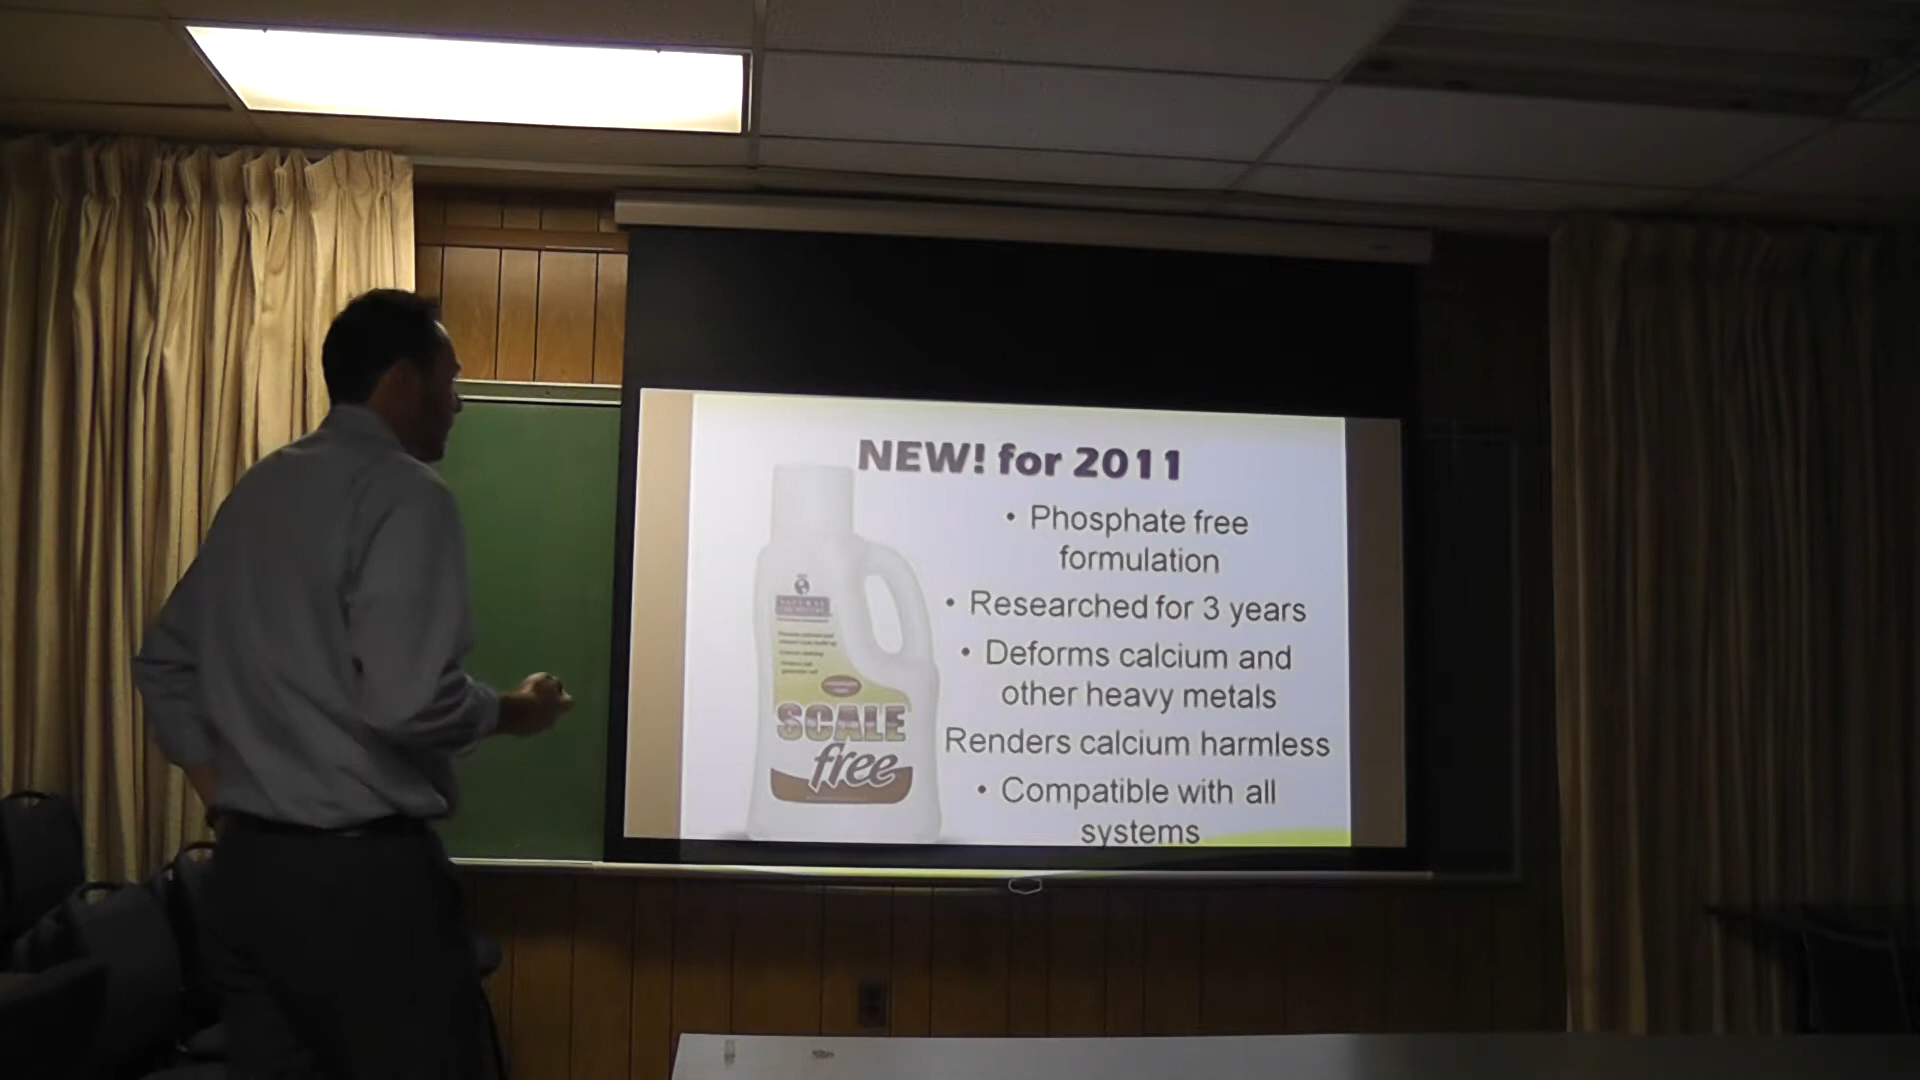 NEW! for 2011
• Phosphate free
formulation
• Researched for 3 years
• Deforms calcium and
other heavy metals
Renders calcium harmless
• Compatible with all
systems
SCALE
free